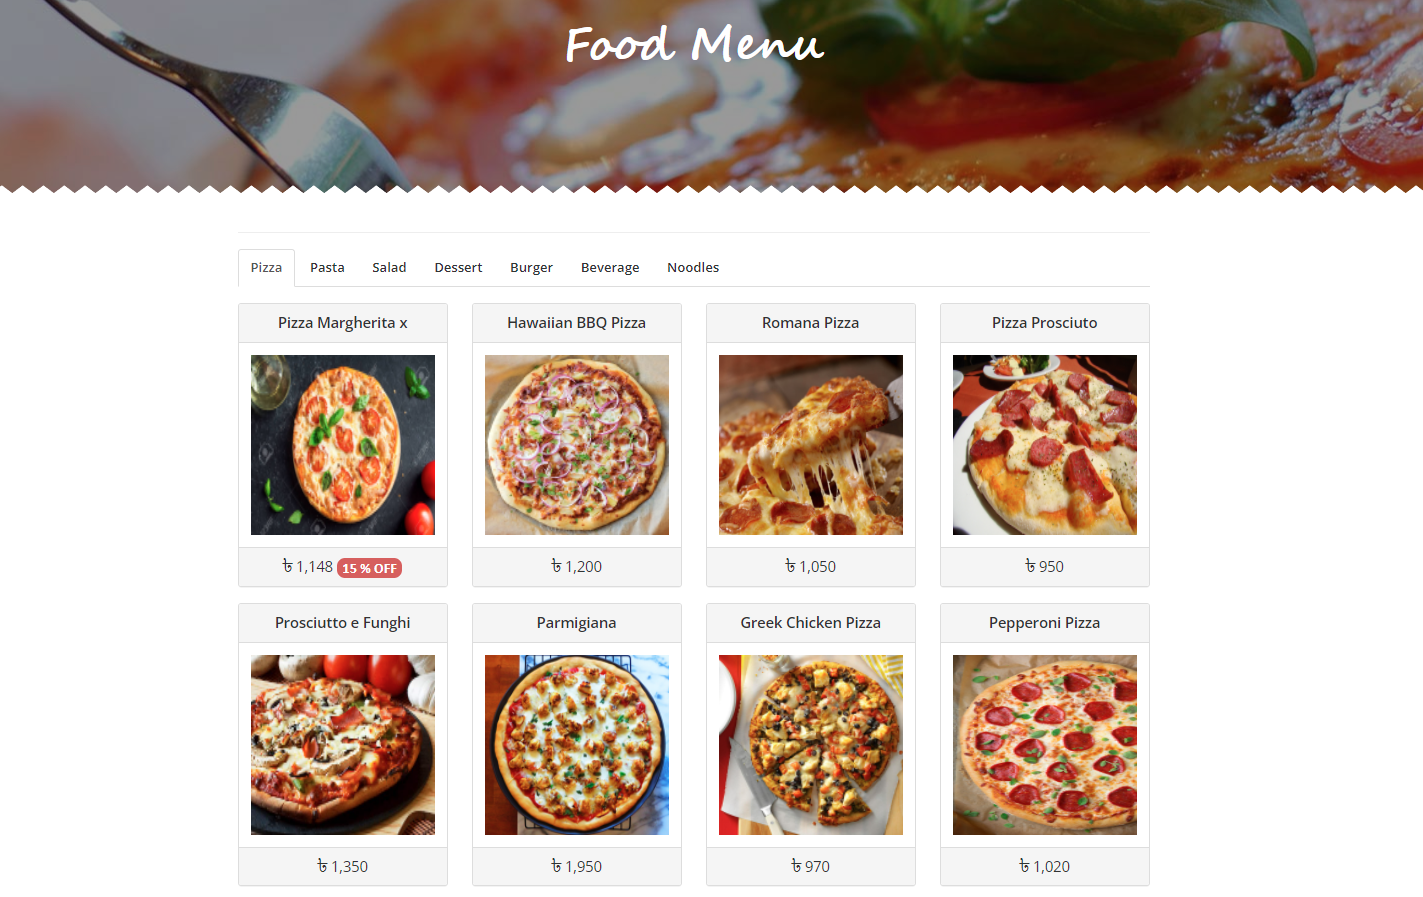 Food Menu
Pizza Pasta Salad Dessert Burger Beverage Noodles
Pizza Margherita x
Hawaiian BBQ Pizza
Romana Pizza
Pizza Prosciuto
৳ 1,148 15 % OFF
৳ 1,200
৳ 1,050
৳ 950
Prosciutto e Funghi
Parmigiana
Greek Chicken Pizza
Pepperoni Pizza
৳ 1,350
৳ 1,950
৳ 970
৳ 1,020